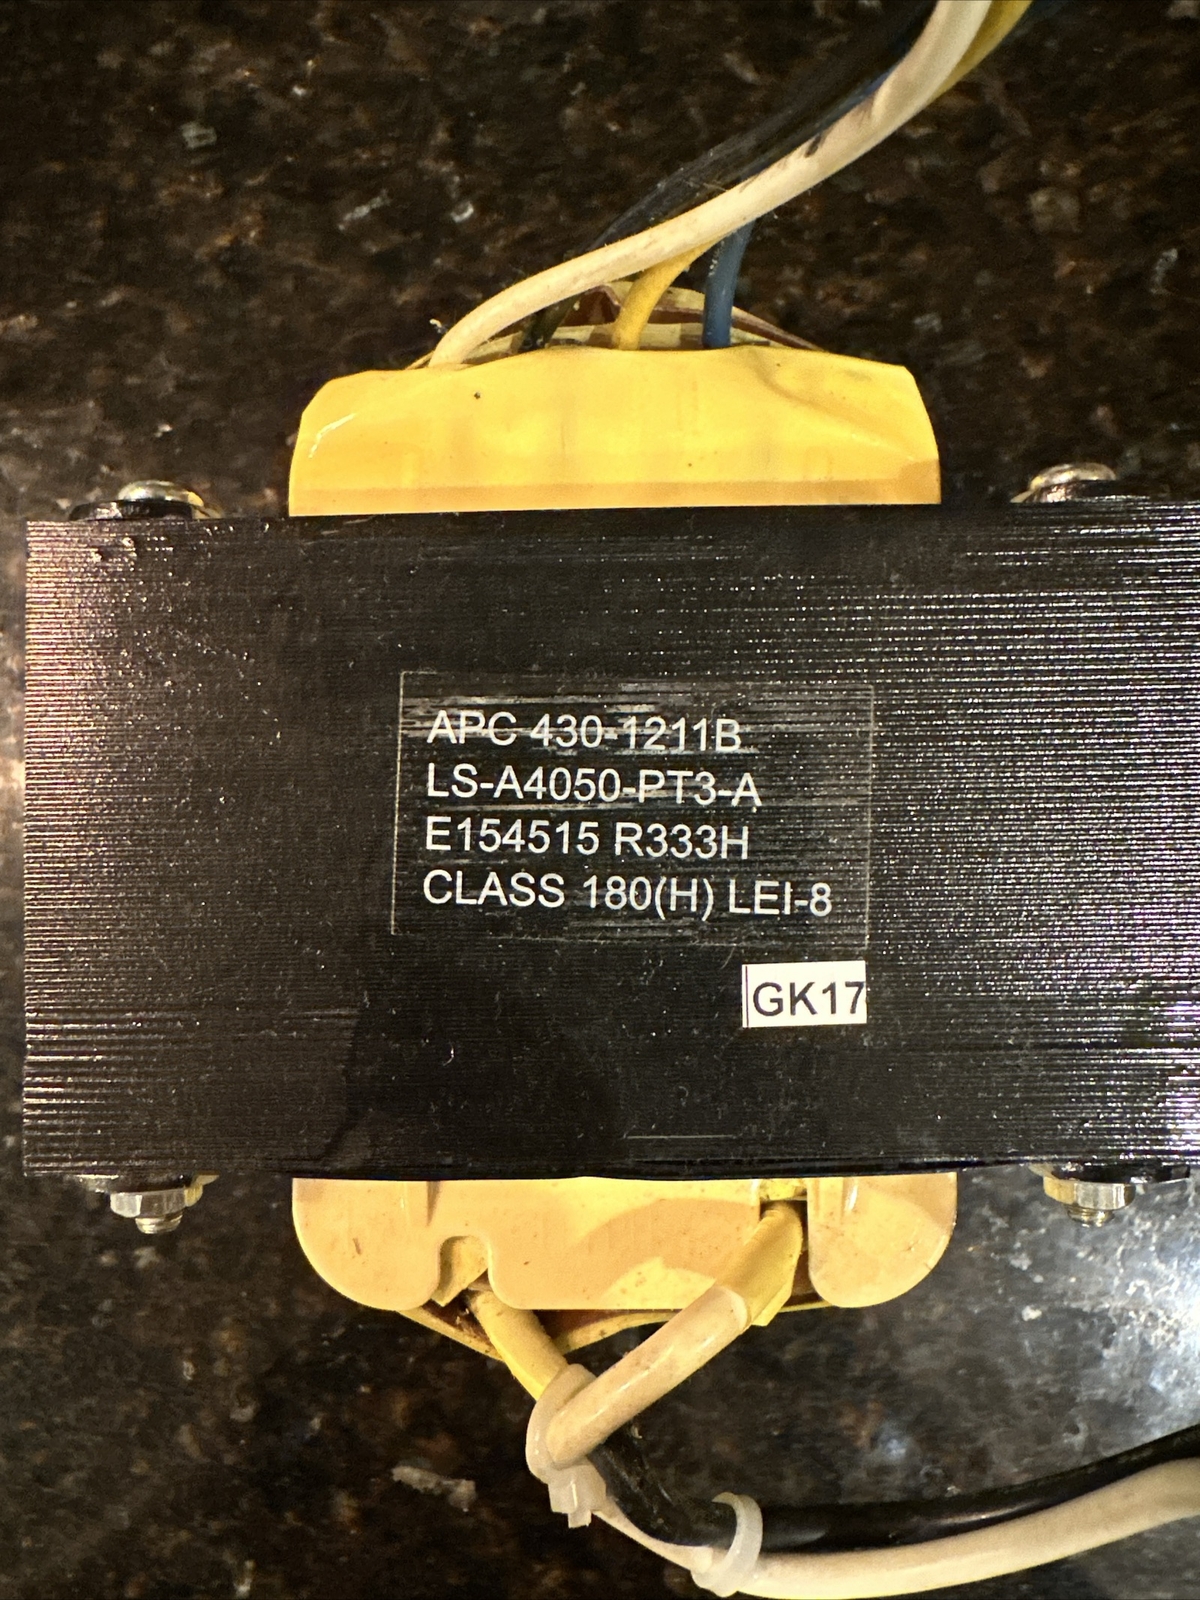 APC 430-1211B
LS-A4050-PT3-A
E154515 R333H
CLASS 180(H) LEI-8
GK17